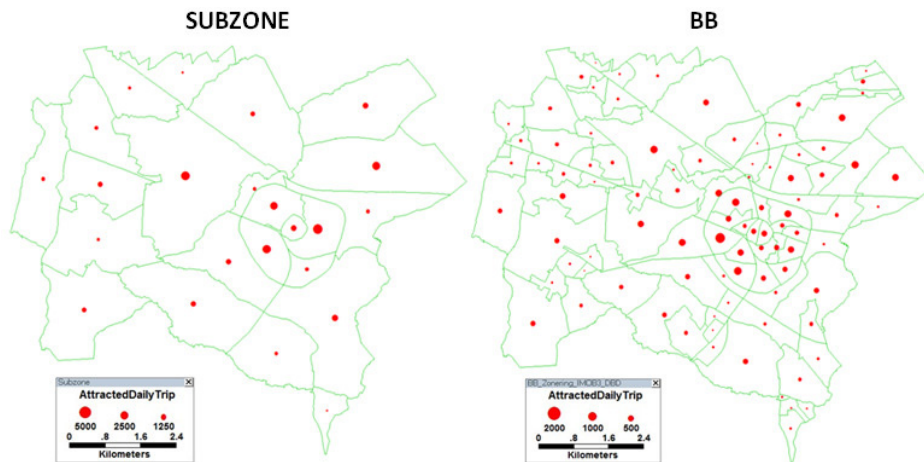 SUBZONE
BB
Subzone
AttractedDailyTrip
5000 2500 1250
0 .8 1.6 2.4
Kilometers
BB_Zonering_IMOB3_DBD
AttractedDailyTrip
2000 1000 500
0 .8 1.6 2.4
Kilometers